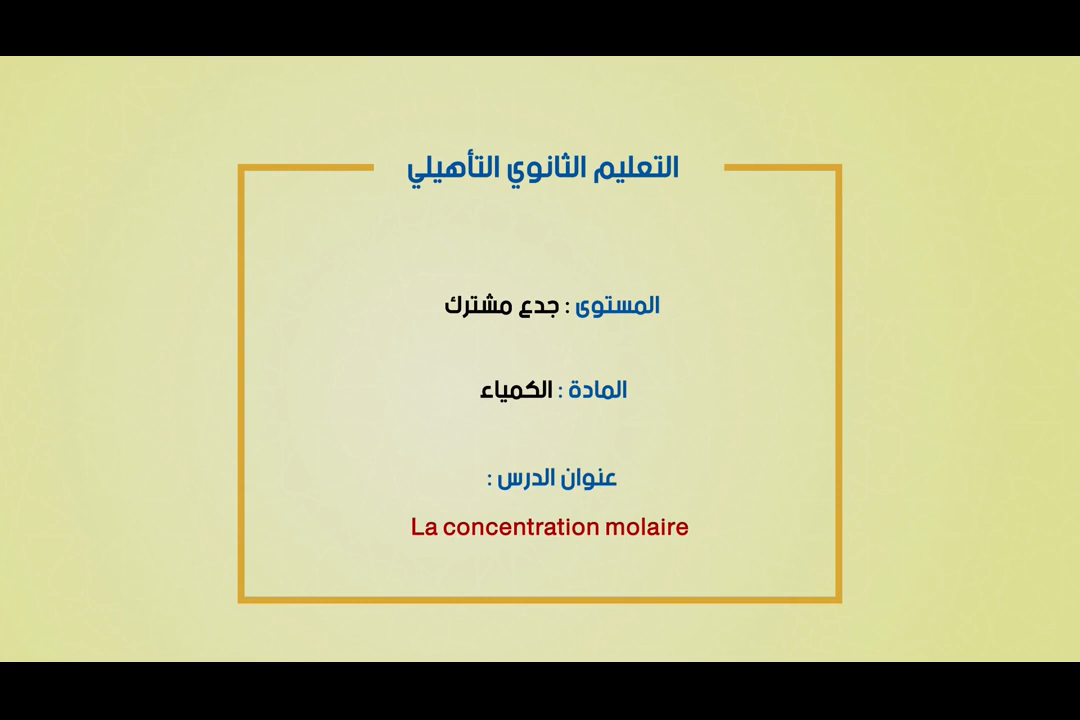 التعليم الثانوي التأهيلي
المستوى : جدع مشترك
المادة : الكمياء
عنوان الدرس :
La concentration molaire